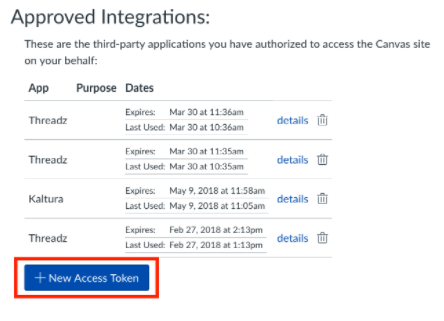 Approved Integrations:
These are the third-party applications you have authorized to access the Canvas site
on your behalf:
App Purpose Dates
Threadz Expires: Mar 30 at 11:36am details
Last Used: Mar 30 at 10:36am
Threadz Expires: Mar 30 at 11:35am details
Last Used: Mar 30 at 10:35am
Kaltura Expires: May 9, 2018 at 11:58am details
Last Used: May 9, 2018 at 11:05am
Threadz Expires: Feb 27, 2018 at 2:13pm details
Last Used: Feb 27, 2018 at 1:13pm
+ New Access Token